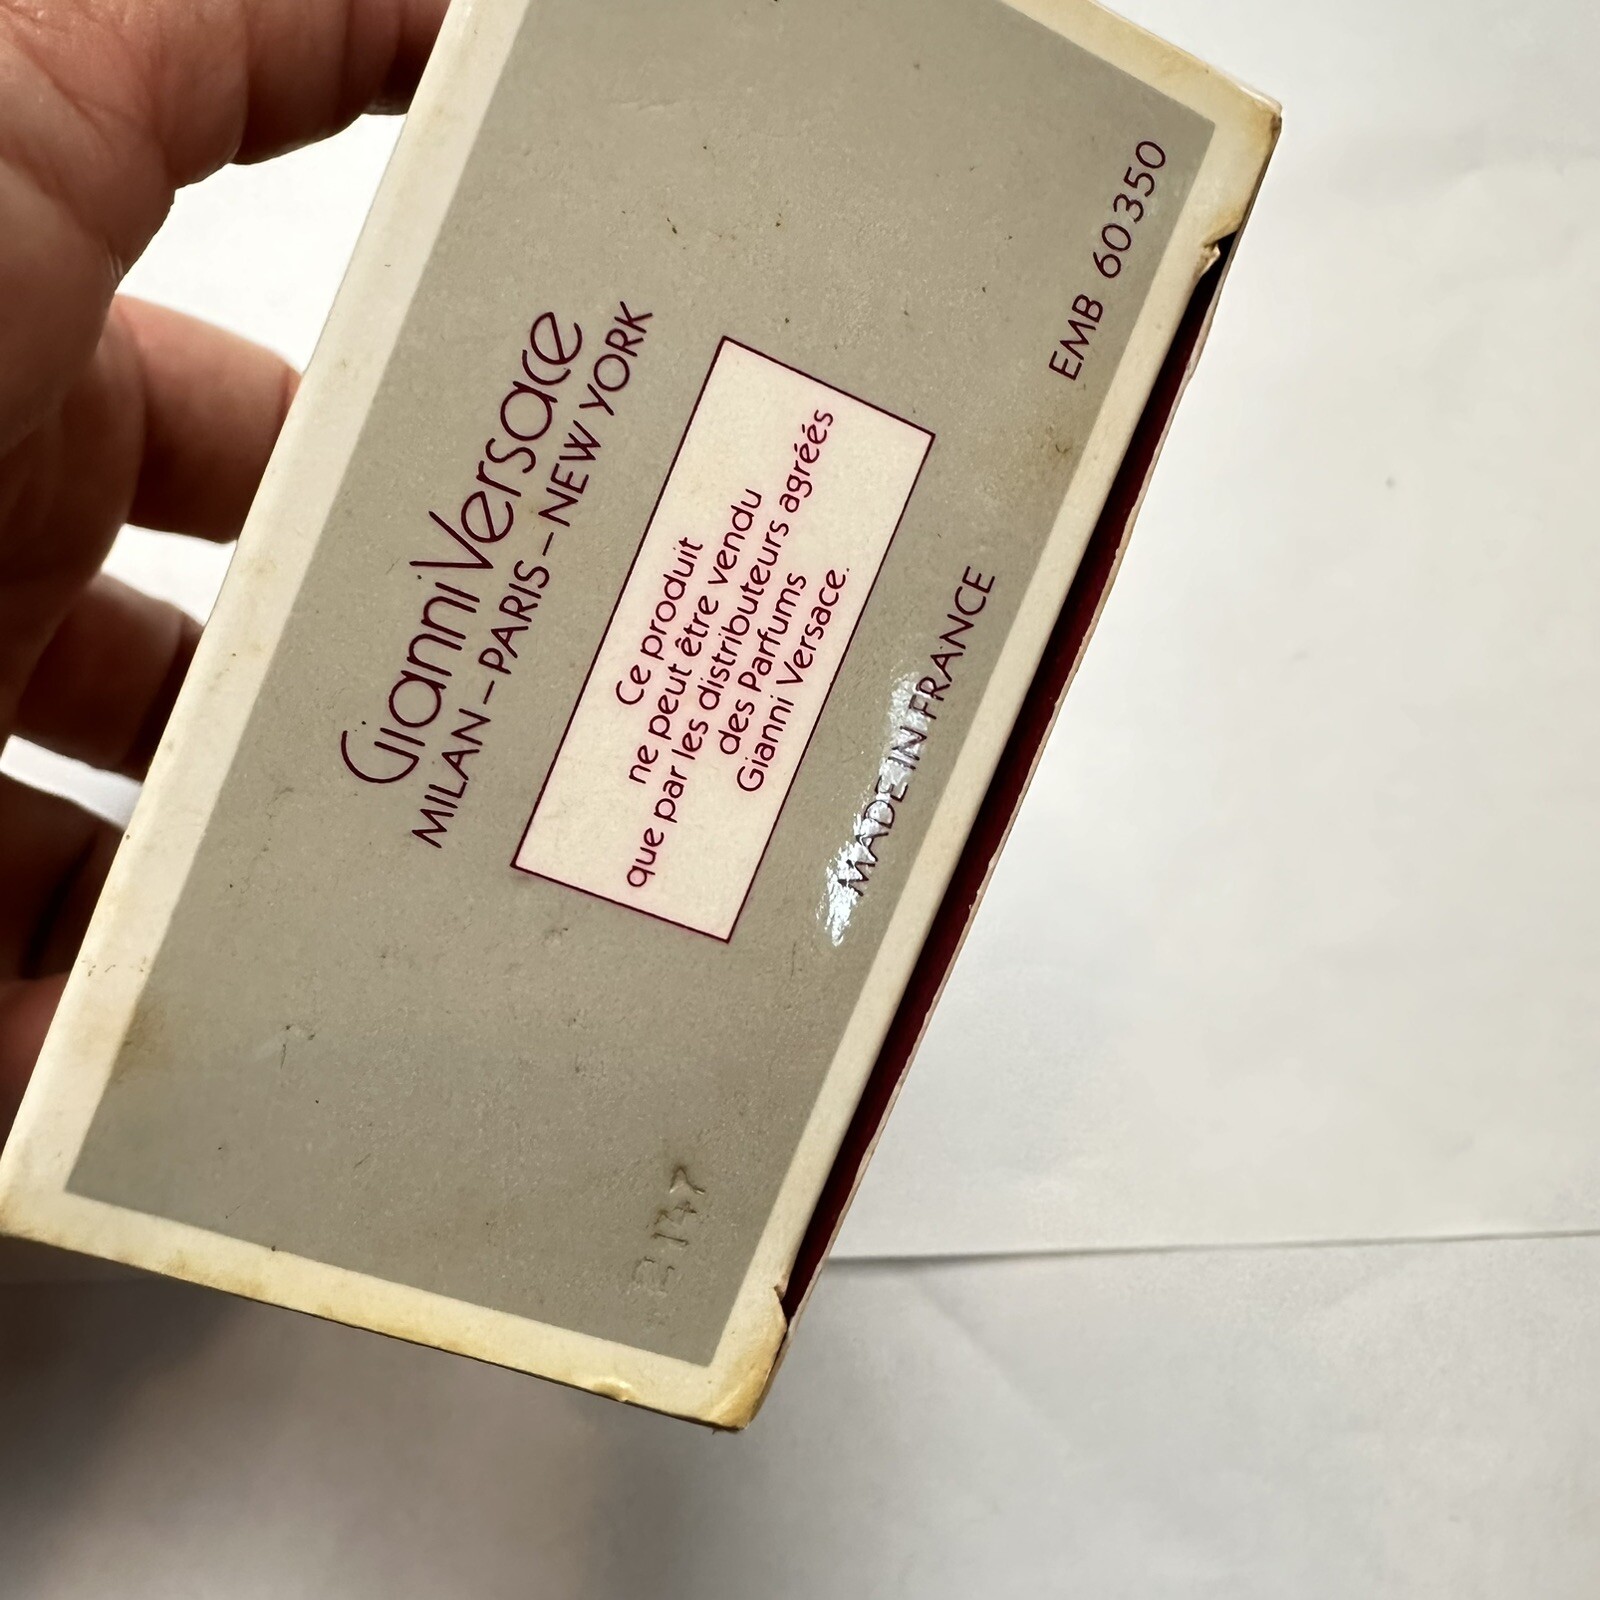 Gianni Versace
MILAN – PARIS – NEW YORK
Ce produit
ne peut être vendu
que par les distributeurs agréés
des Parfums
Gianni Versace.
MADE IN FRANCE
EMB 60350